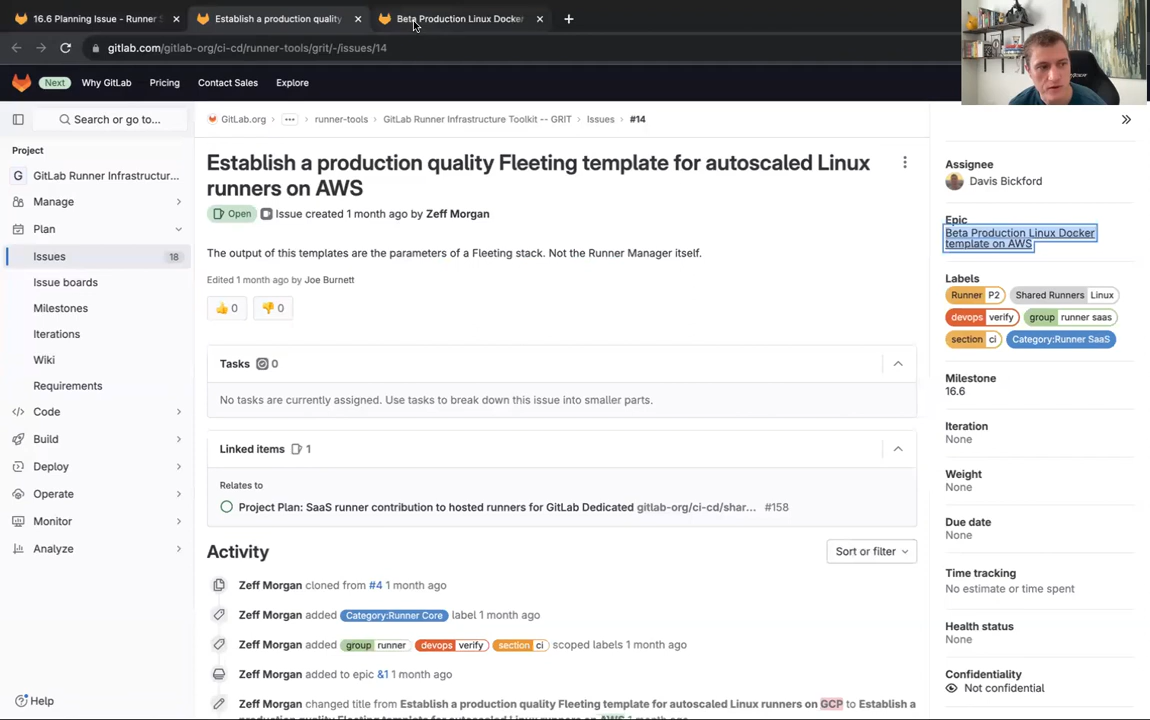 16.6 Planning Issue - Runner S
Establish a production quality
Beta Production Linux Docker
gitlab.com/gitlab-org/ci-cd/runner-tools/grit/-/issues/14
Next
Why GitLab
Pricing
Contact Sales
Explore
Search or go to...
Project
G
GitLab Runner Infrastructur...
Manage
Plan
Issues
18
Issue boards
Milestones
Iterations
Wiki
Requirements
Code
Build
Deploy
Operate
Monitor
Analyze
Help
GitLab.org
...
runner-tools
GitLab Runner Infrastructure Toolkit -- GRIT
Issues
#14
Establish a production quality Fleeting template for autoscaled Linux
runners on AWS
Open
Issue created 1 month ago by Zeff Morgan
The output of this templates are the parameters of a Fleeting stack. Not the Runner Manager itself.
Edited 1 month ago by Joe Burnett
👍 0
👎 0
Tasks
0
No tasks are currently assigned. Use tasks to break down this issue into smaller parts.
Linked items
1
Relates to
Project Plan: SaaS runner contribution to hosted runners for GitLab Dedicated gitlab-org/ci-cd/shar... #158
Activity
Sort or filter
Zeff Morgan cloned from #4 1 month ago
Zeff Morgan added Category:Runner Core label 1 month ago
Zeff Morgan added group runner devops verify section ci scoped labels 1 month ago
Zeff Morgan added to epic &1 1 month ago
Zeff Morgan changed title from Establish a production quality Fleeting template for autoscaled Linux runners on GCP to Establish a
production quality Fleeting template for autoscaled Linux runners on AWS 1 month ago
Assignee
Davis Bickford
Epic
Beta Production Linux Docker
template on AWS
Labels
Runner P2
Shared Runners Linux
devops verify
group runner saas
section ci
Category:Runner SaaS
Milestone
16.6
Iteration
None
Weight
None
Due date
None
Time tracking
No estimate or time spent
Health status
None
Confidentiality
Not confidential